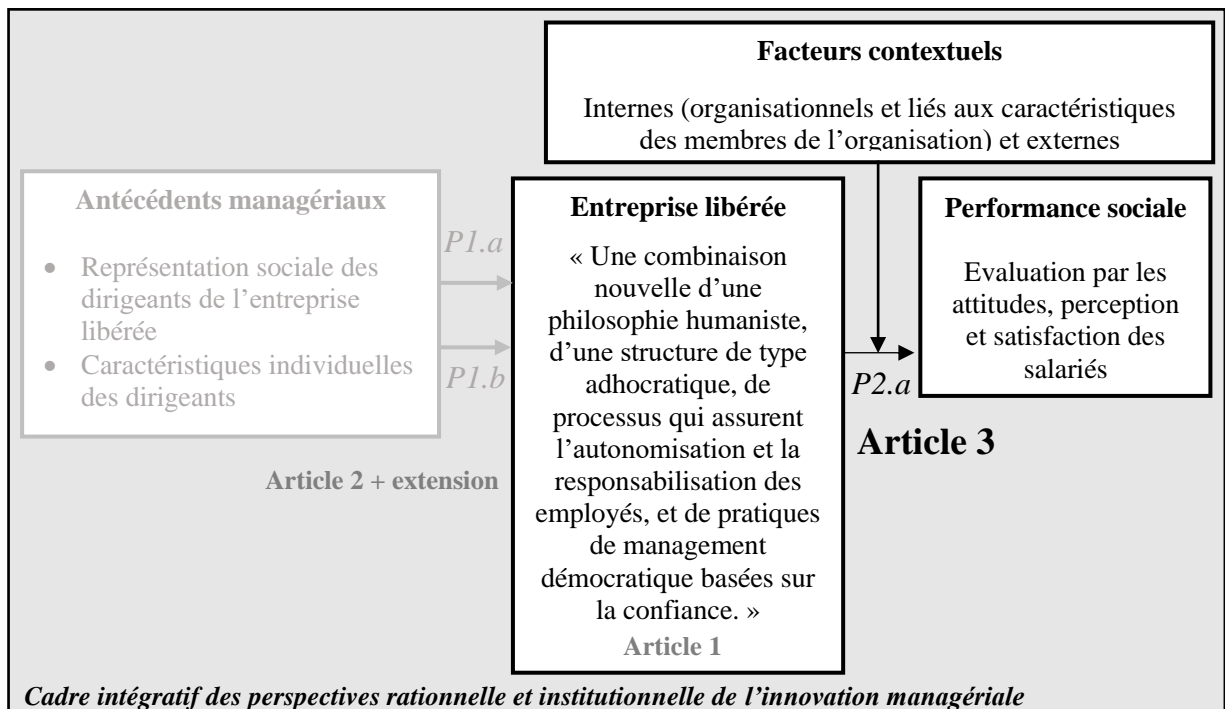 Facteurs contextuels
Internes (organisationnels et liés aux caractéristiques
des membres de l'organisation) et externes
Antécédents managériaux
• Représentation sociale des
dirigeants de l'entreprise
libérée
• Caractéristiques individuelles
des dirigeants
P1.a
P1.b
Article 2 + extension
Entreprise libérée
« Une combinaison
nouvelle d'une
philosophie humaniste,
d'une structure de type
adhocratique, de
processus qui assurent
l'autonomisation et la
responsabilisation des
employés, et de pratiques
de management
démocratique basées sur
la confiance. »
Article 1
P2.a
Article 3
Performance sociale
Evaluation par les
attitudes, perception
et satisfaction des
salariés
Cadre intégratif des perspectives rationnelle et institutionnelle de l'innovation managériale